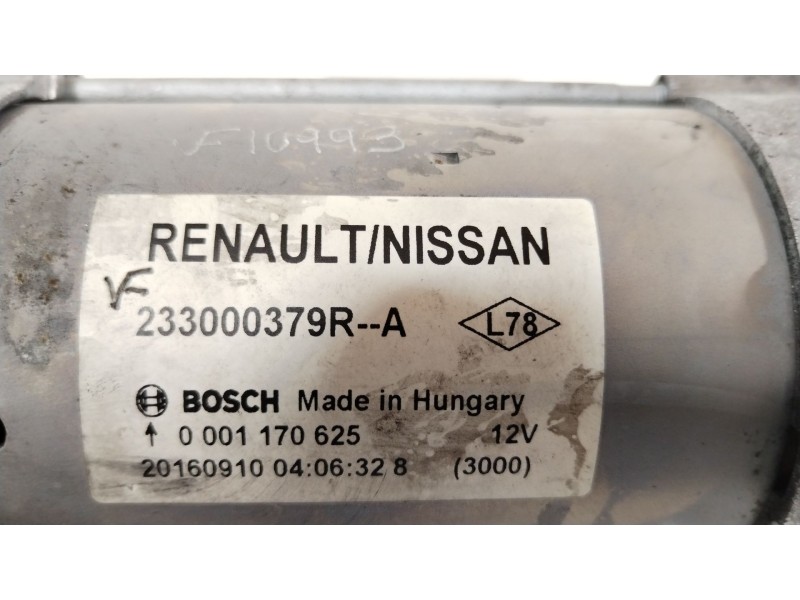 F10993
RENAULT/NISSAN
VF
233000379R--A L78
BOSCH Made in Hungary
↑ 0 001 170 625 12V
20160910 04:06:32 8 (3000)